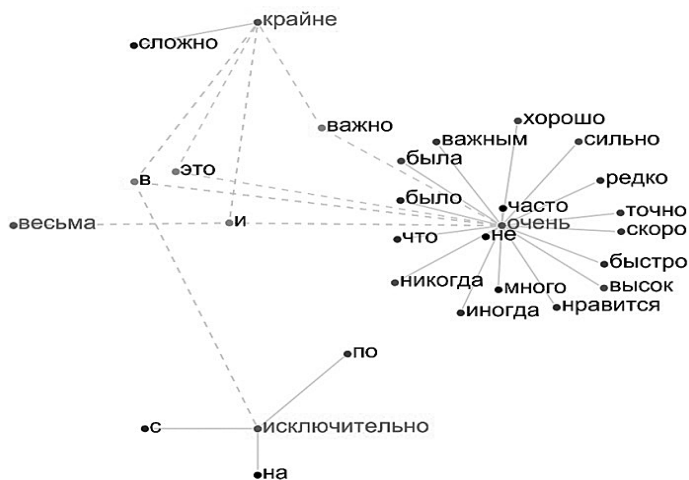 крайне
сложно
хорошо
важно
важным
сильно
была
это
в
редко
было
часто
точно
весьма
и
очень
скоро
что
не
быстро
никогда
много
высок
иногда
нравится
по
с
исключительно
на